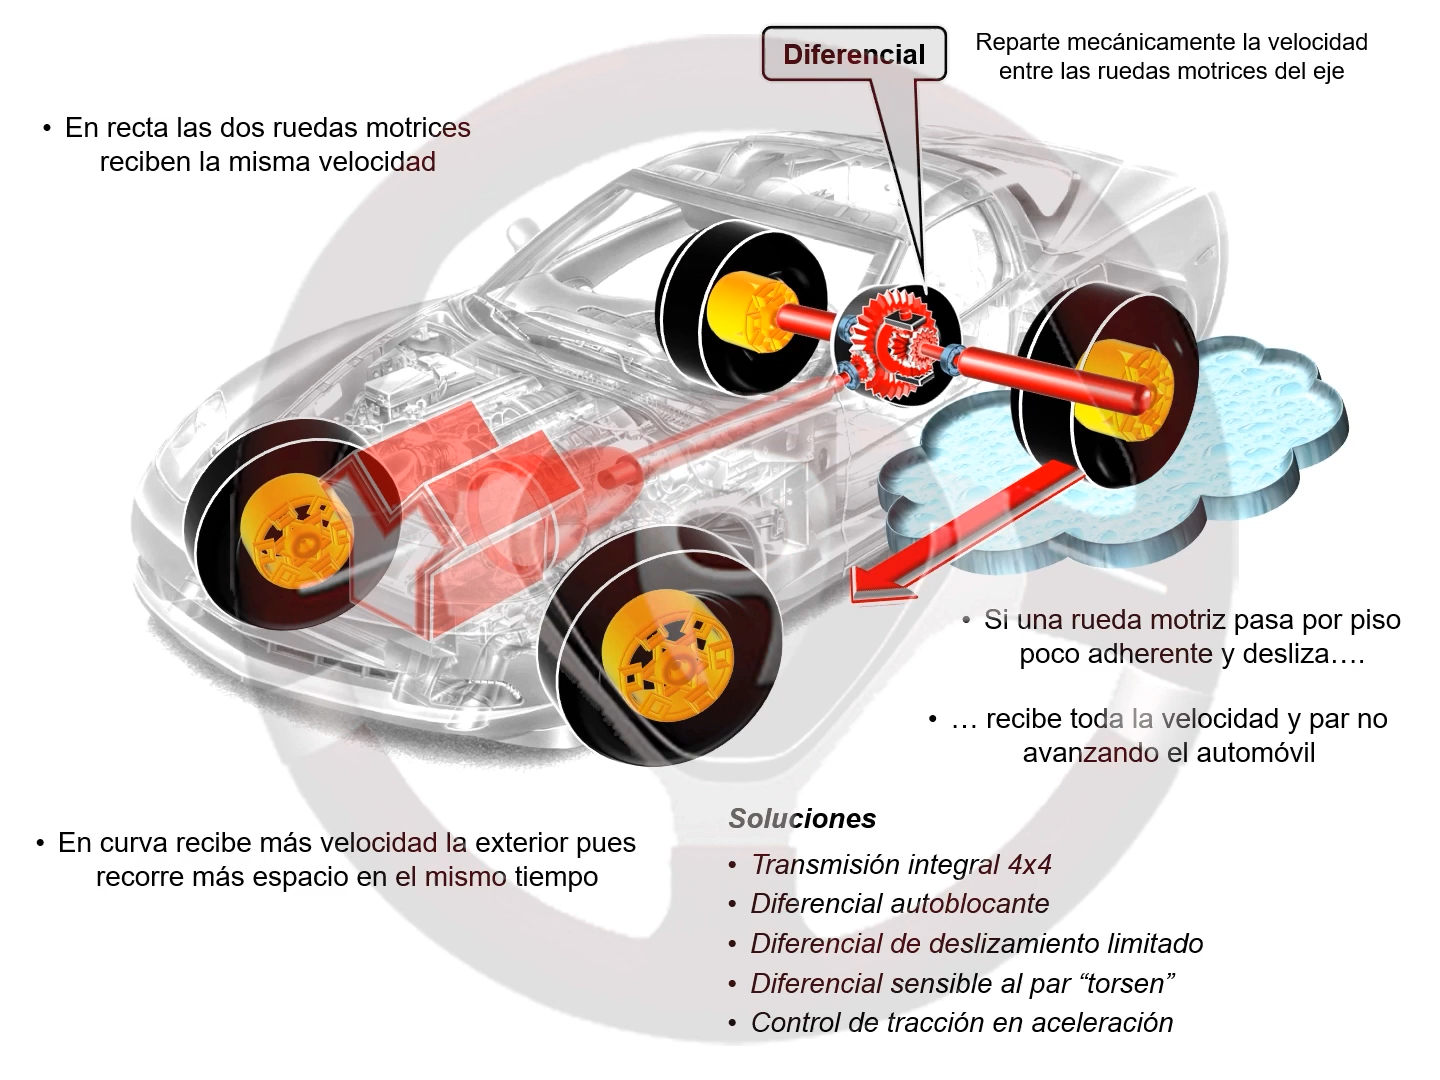 Diferencial
Reparte mecánicamente la velocidad
entre las ruedas motrices del eje
• En recta las dos ruedas motrices
reciben la misma velocidad
• Si una rueda motriz pasa por piso
poco adherente y desliza….
• … recibe toda la velocidad y par no
avanzando el automóvil
• En curva recibe más velocidad la exterior pues
recorre más espacio en el mismo tiempo
Soluciones
• Transmisión integral 4x4
• Diferencial autoblocante
• Diferencial de deslizamiento limitado
• Diferencial sensible al par “torsen”
• Control de tracción en aceleración